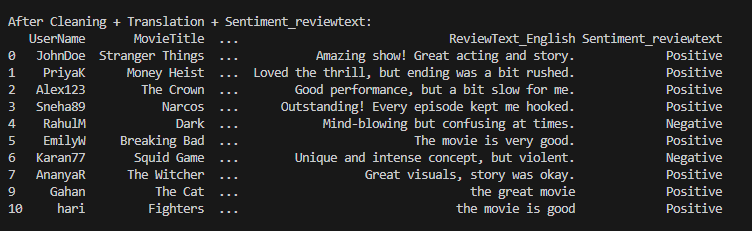 After Cleaning + Translation + Sentiment_reviewtext:
UserName MovieTitle ... ReviewText_English Sentiment_reviewtext
0 JohnDoe Stranger Things ... Amazing show! Great acting and story. Positive
1 PriyaK Money Heist ... Loved the thrill, but ending was a bit rushed. Positive
2 Alex123 The Crown ... Good performance, but a bit slow for me. Positive
3 Sneha89 Narcos ... Outstanding! Every episode kept me hooked. Positive
4 RahulM Dark ... Mind-blowing but confusing at times. Negative
5 EmilyW Breaking Bad ... The movie is very good. Positive
6 Karan77 Squid Game ... Unique and intense concept, but violent. Negative
7 AnanyaR The Witcher ... Great visuals, story was okay. Positive
9 Gahan The Cat ... the great movie Positive
10 hari Fighters ... the movie is good Positive